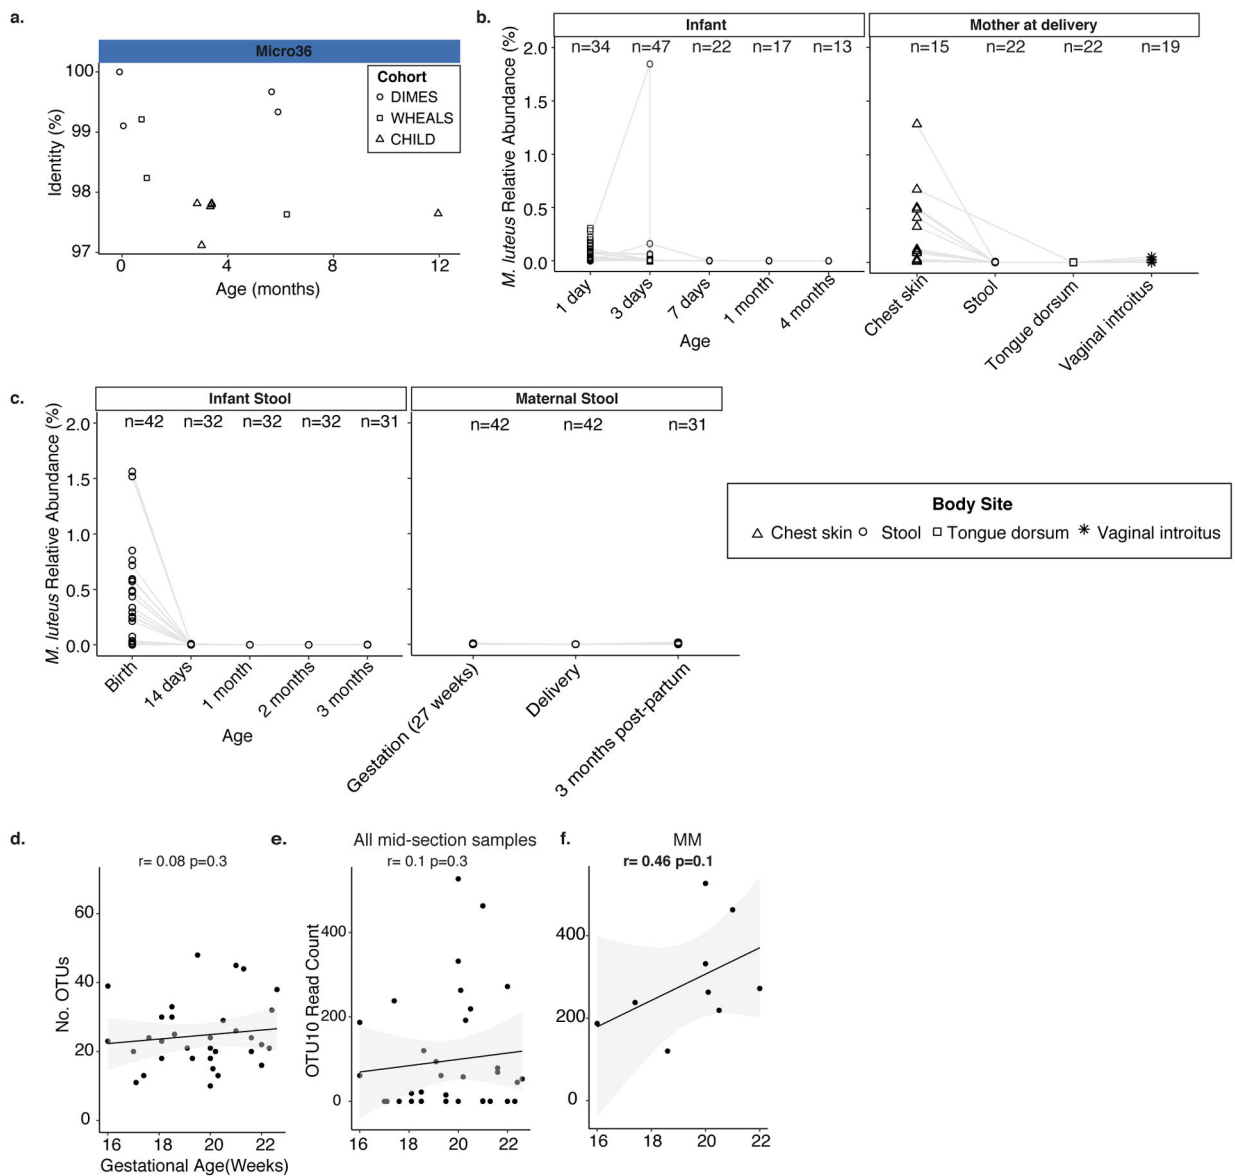 a.
Micro36
Identity (%)
100
99
98
97
0 4 8 12
Age (months)
Cohort
DIMES
WHEALS
CHILD
b.
Infant
Mother at delivery
M. luteus Relative Abundance (%)
n=34 n=47 n=22 n=17 n=13
n=15 n=22 n=22 n=19
2.0
1.5
1.0
0.5
0.0
1 day
3 days
7 days
1 month
4 months
Age
Chest skin
Stool
Tongue dorsum
Vaginal introitus
c.
Infant Stool
Maternal Stool
M. luteus Relative Abundance (%)
n=42 n=32 n=32 n=32 n=31
n=42 n=42 n=31
2.0
1.5
1.0
0.5
0.0
Birth
14 days
1 month
2 months
3 months
Age
Gestation (27 weeks)
Delivery
3 months post-partum
Body Site
Chest skin Stool Tongue dorsum Vaginal introitus
d.
r= 0.08 p=0.3
No. OTUs
60
40
20
0
16 18 20 22
Gestational Age(Weeks)
e.
All mid-section samples
r= 0.1 p=0.3
OTU10 Read Count
400
200
0
16 18 20 22
f.
MM
r= 0.46 p=0.1
400
200
0
16 18 20 22